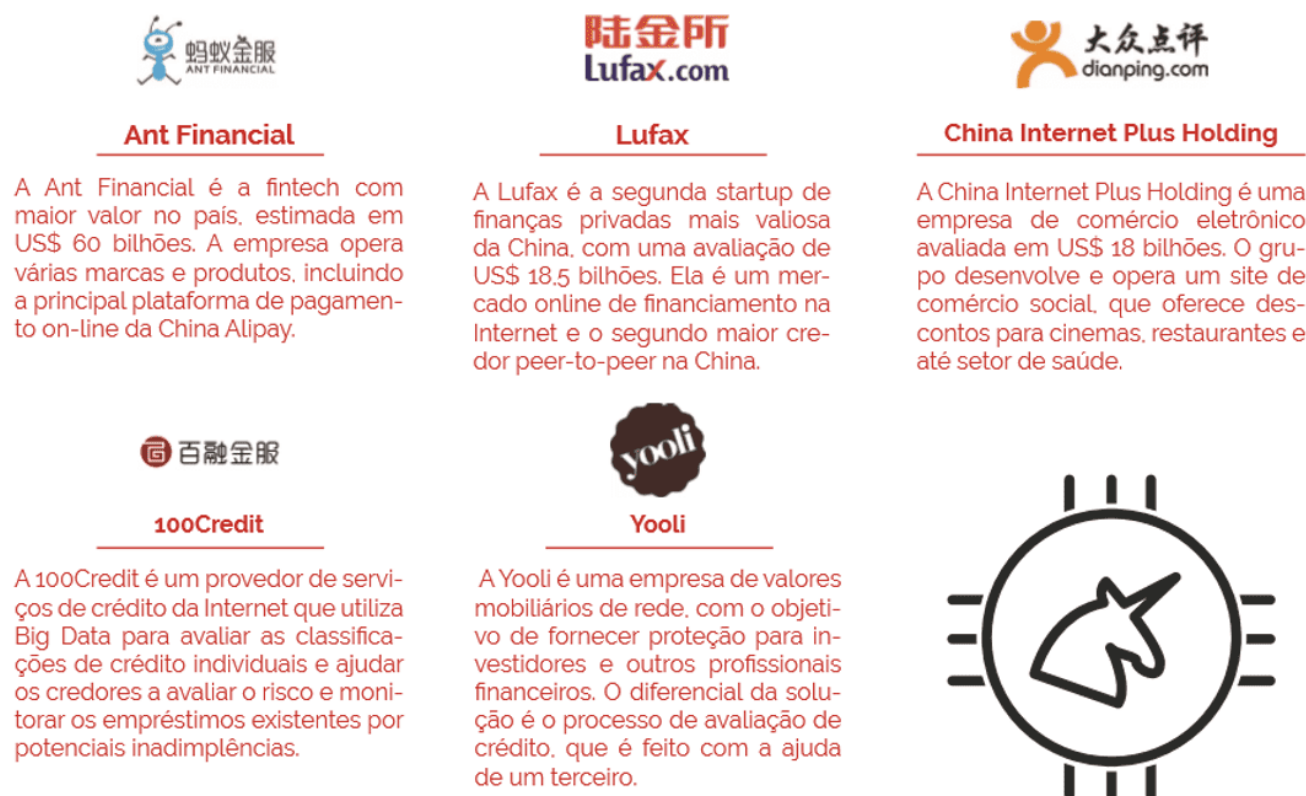 蚂蚁金服
ANT FINANCIAL
Ant Financial
A Ant Financial é a fintech com
maior valor no país, estimada em
US$ 60 bilhões. A empresa opera
várias marcas e produtos, incluindo
a principal plataforma de pagamen-
to on-line da China Alipay.
陆金所
Lufax.com
Lufax
A Lufax é a segunda startup de
finanças privadas mais valiosa
da China, com uma avaliação de
US$ 18,5 bilhões. Ela é um mer-
cado online de financiamento na
Internet e o segundo maior cre-
dor peer-to-peer na China.
大众点评
dianping.com
China Internet Plus Holding
A China Internet Plus Holding é uma
empresa de comércio eletrônico
avaliada em US$ 18 bilhões. O gru-
po desenvolve e opera um site de
comércio social, que oferece des-
contos para cinemas, restaurantes e
até setor de saúde.
百融金服
100Credit
A 100Credit é um provedor de servi-
ços de crédito da Internet que utiliza
Big Data para avaliar as classifica-
ções de crédito individuais e ajudar
os credores a avaliar o risco e moni-
torar os empréstimos existentes por
potenciais inadimplências.
yooli
Yooli
A Yooli é uma empresa de valores
mobiliários de rede, com o objeti-
vo de fornecer proteção para in-
vestidores e outros profissionais
financeiros. O diferencial da solu-
ção é o processo de avaliação de
crédito, que é feito com a ajuda
de um terceiro.